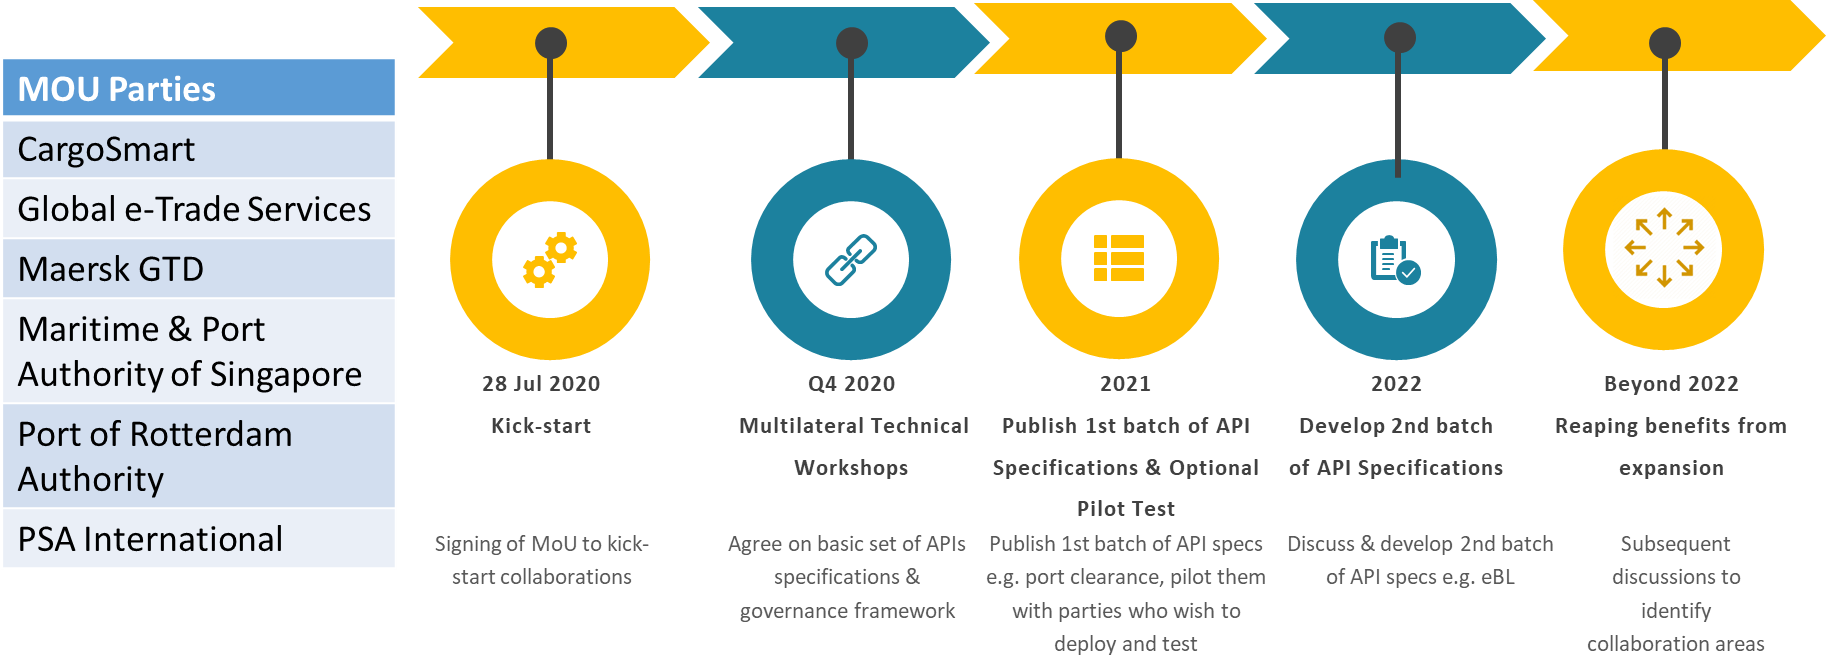 MOU Parties
CargoSmart
Global e-Trade Services
Maersk GTD
Maritime & Port
Authority of Singapore
Port of Rotterdam
Authority
PSA International
28 Jul 2020
Kick-start
Signing of MoU to kick-
start collaborations
Q4 2020
Multilateral Technical
Workshops
Agree on basic set of APIs
specifications &
governance framework
2021
Publish 1st batch of API
Specifications & Optional
Pilot Test
Publish 1st batch of API specs
e.g. port clearance, pilot them
with parties who wish to
deploy and test
2022
Develop 2nd batch
of API Specifications
Discuss & develop 2nd batch
of API specs e.g. eBL
Beyond 2022
Reaping benefits from
expansion
Subsequent
discussions to
identify
collaboration areas